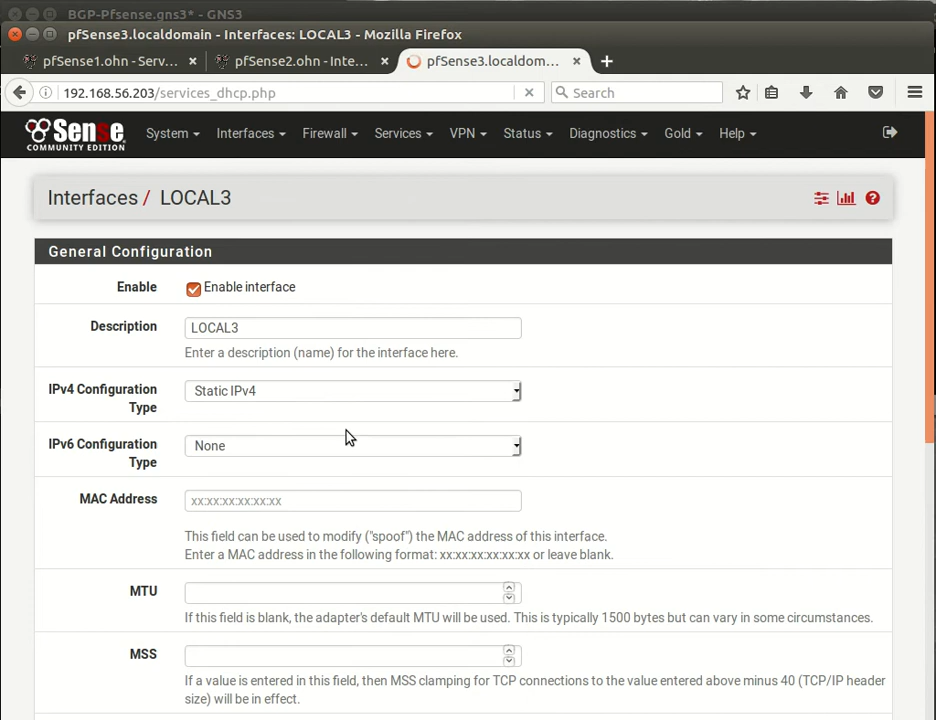 BGP-Pfsense.gns3* - GNS3
pfSense3.localdomain - Interfaces: LOCAL3 - Mozilla Firefox
pfSense1.ohn - Serv... × pfSense2.ohn - Inte... × pfSense3.localdom... × +
192.168.56.203/services_dhcp.php Search
Sense
COMMUNITY EDITION
System Interfaces Firewall Services VPN Status Diagnostics Gold Help
Interfaces / LOCAL3
General Configuration
Enable Enable interface
Description LOCAL3
Enter a description (name) for the interface here.
IPv4 Configuration Type Static IPv4
IPv6 Configuration Type None
MAC Address xx:xx:xx:xx:xx:xx
This field can be used to modify ("spoof") the MAC address of this interface.
Enter a MAC address in the following format: xx:xx:xx:xx:xx:xx or leave blank.
MTU
If this field is blank, the adapter's default MTU will be used. This is typically 1500 bytes but can vary in some circumstances.
MSS
If a value is entered in this field, then MSS clamping for TCP connections to the value entered above minus 40 (TCP/IP header
size) will be in effect.